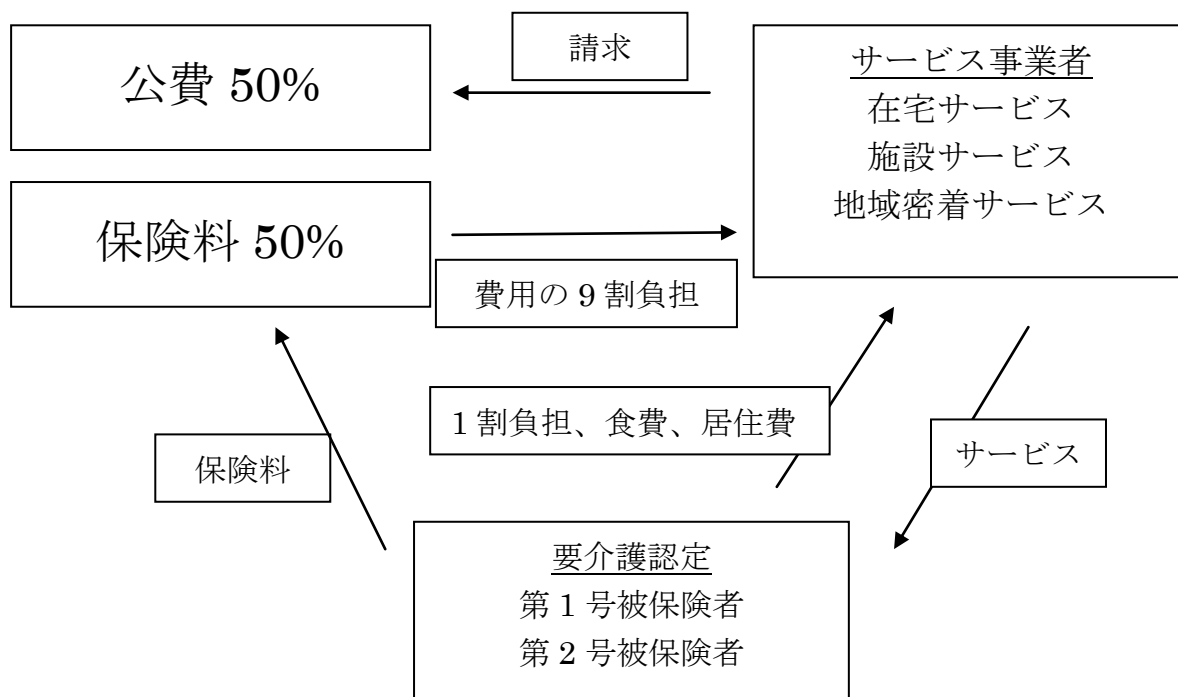 請求
公費 50%
サービス事業者
在宅サービス
施設サービス
地域密着サービス
保険料 50%
費用の 9 割負担
1 割負担、食費、居住費
保険料
サービス
要介護認定
第 1 号被保険者
第 2 号被保険者